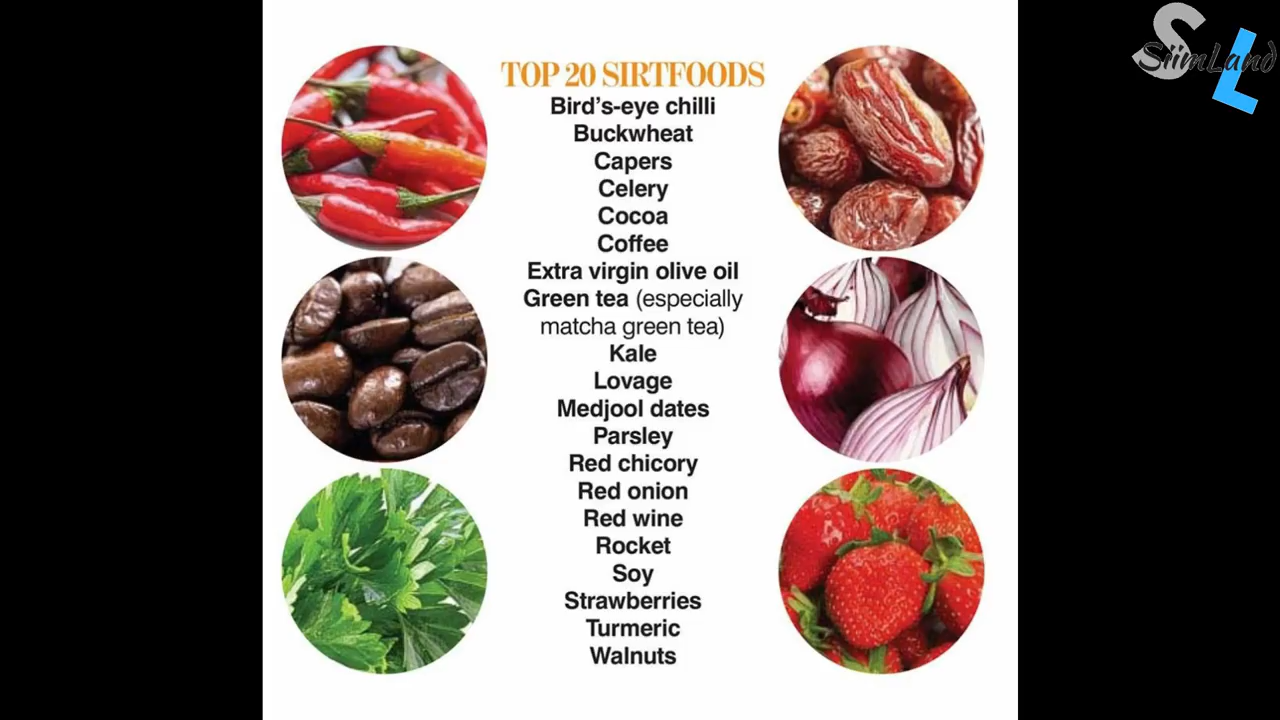 TOP 20 SIRTFOODS
Bird's-eye chilli
Buckwheat
Capers
Celery
Cocoa
Coffee
Extra virgin olive oil
Green tea (especially
matcha green tea)
Kale
Lovage
Medjool dates
Parsley
Red chicory
Red onion
Red wine
Rocket
Soy
Strawberries
Turmeric
Walnuts
SL
SiimLand